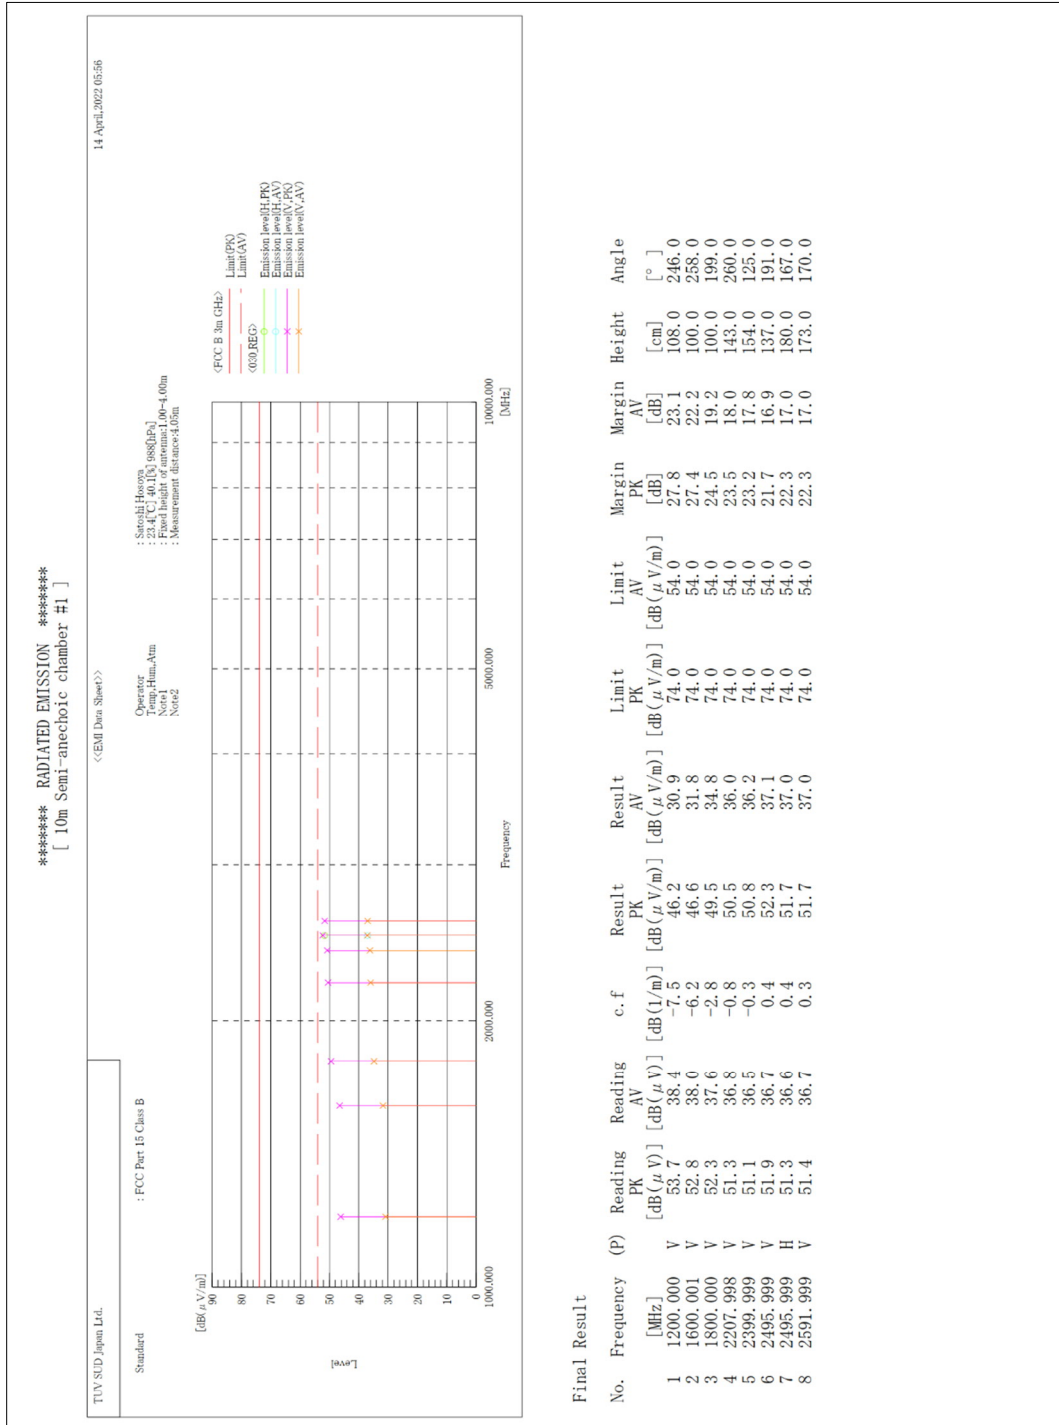 ****** RADIATED EMISSION ******
[ 10m Semi-anechoic chamber #1 ]
TUV SUD Japan Ltd.
<<EMI Data Sheet>>
14 April,2022 05:56
Standard : FCC Part 15 Class B
Operator : Satoshi Hosoya
Temp,Hum,Atm : 23.4[℃] 40.1[%] 988[hPa]
Note1 : Fixed height of antenna:1.00-4.00m
Note2 : Measurement distance:4.05m
<FCC B 3m GHz>
Limit(PK)
Limit(AV)
<030_REG>
Emission level(H,PK)
Emission level(H,AV)
Emission level(V,PK)
Emission level(V,AV)
[dB(μV/m)]
90
80
70
60
50
40
30
20
10
0
[Level]
1000.000 2000.000 5000.000 10000.000
Frequency
[MHz]
Final Result
No. Frequency (P) Reading Reading c.f Result Result Limit Limit Margin Margin Height Angle
PK AV PK AV PK AV PK AV
[MHz] [dB(μV)] [dB(μV)] [dB(1/m)] [dB(μV/m)] [dB(μV/m)] [dB(μV/m)] [dB(μV/m)] [dB] [dB] [cm] [°]
1 1200.000 V 53.7 38.4 -7.5 46.2 30.9 74.0 54.0 27.8 23.1 108.0 246.0
2 1600.001 V 52.8 38.0 -6.2 46.6 31.8 74.0 54.0 27.4 22.2 100.0 258.0
3 1800.000 V 52.3 37.6 -2.8 49.5 34.8 74.0 54.0 24.5 19.2 100.0 199.0
4 2207.998 V 51.3 36.8 -0.8 50.5 36.0 74.0 54.0 23.5 18.0 143.0 260.0
5 2399.999 V 51.1 36.5 -0.3 50.8 36.2 74.0 54.0 23.2 17.8 154.0 125.0
6 2495.999 V 51.9 36.7 0.4 52.3 37.1 74.0 54.0 21.7 16.9 137.0 191.0
7 2495.999 H 51.3 36.6 0.4 51.7 37.0 74.0 54.0 22.3 17.0 180.0 167.0
8 2591.999 V 51.4 36.7 0.3 51.7 37.0 74.0 54.0 22.3 17.0 173.0 170.0